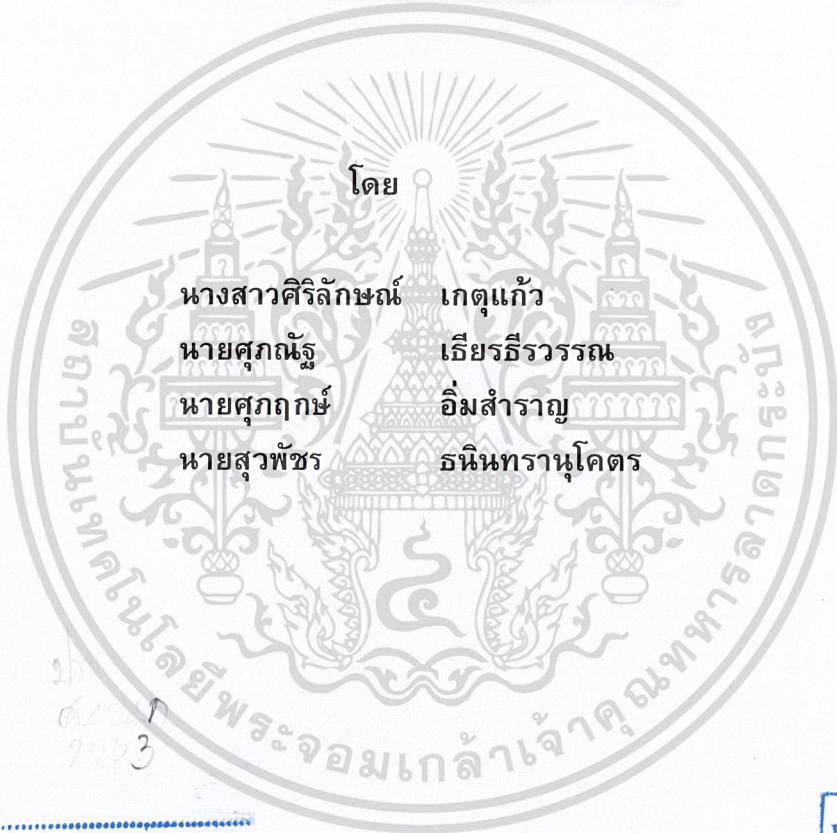 โดย
นางสาวศิริลักษณ์ เกตุแก้ว
นายศุภณัฐ เธียรธีรวรรณ
นายศุภฤกษ์ อิ่มสำราญ
นายสุวพัชร ธนินทรานุโคตร
สถาบันเทคโนโลยีพระจอมเกล้าเจ้าคุณทหารลาดกระบัง